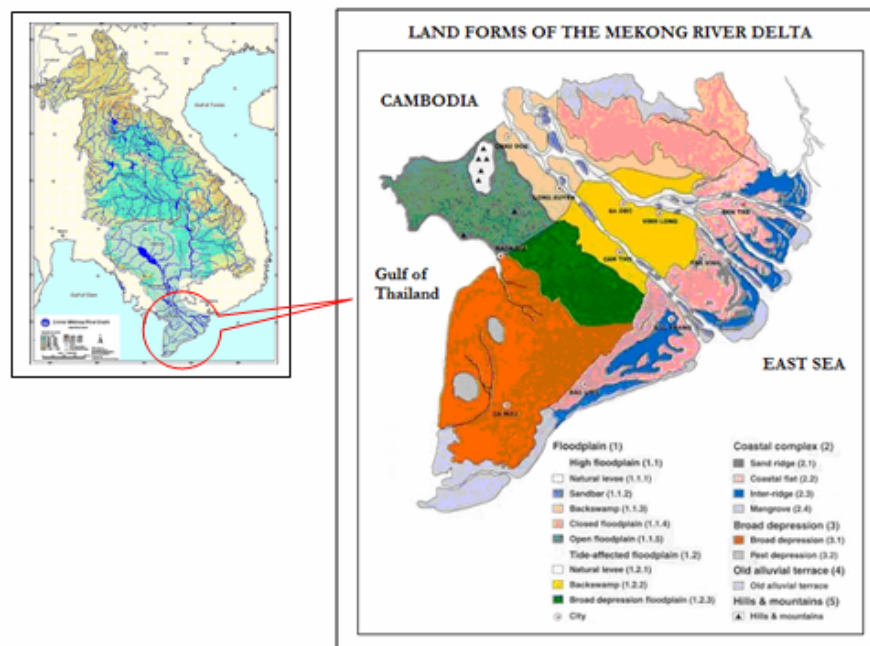 LAND FORMS OF THE MEKONG RIVER DELTA
CAMBODIA
Gulf of
Thailand
EAST SEA
CHAU DOC
LONG XUYEN
SA DEC
VINH LONG
BEN TRE
CAN THO
TRA VINH
SOC TRANG
BAC LIEU
CA MAU
Gulf of Tonkin
Gulf of Siam
Floodplain (1)
High floodplain (1.1)
Natural levee (1.1.1)
Sandbar (1.1.2)
Backswamp (1.1.3)
Closed floodplain (1.1.4)
Open floodplain (1.1.5)
Tide-affected floodplain (1.2)
Natural levee (1.2.1)
Backswamp (1.2.2)
Broad depression floodplain (1.2.3)
City
Coastal complex (2)
Sand ridge (2.1)
Coastal flat (2.2)
Inter-ridge (2.3)
Mangrove (2.4)
Broad depression (3)
Broad depression (3.1)
Peat depression (3.2)
Old alluvial terrace (4)
Old alluvial terrace
Hills & mountains (5)
Hills & mountains